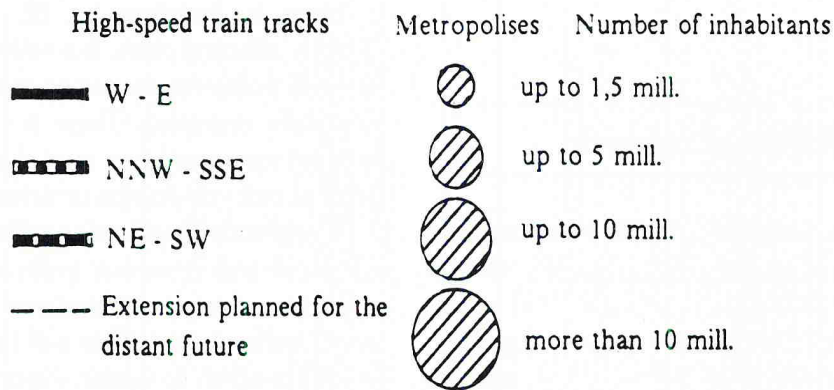 High-speed train tracks Metropolises Number of inhabitants
W - E up to 1,5 mill.
NNW - SSE up to 5 mill.
NE - SW up to 10 mill.
Extension planned for the
distant future more than 10 mill.